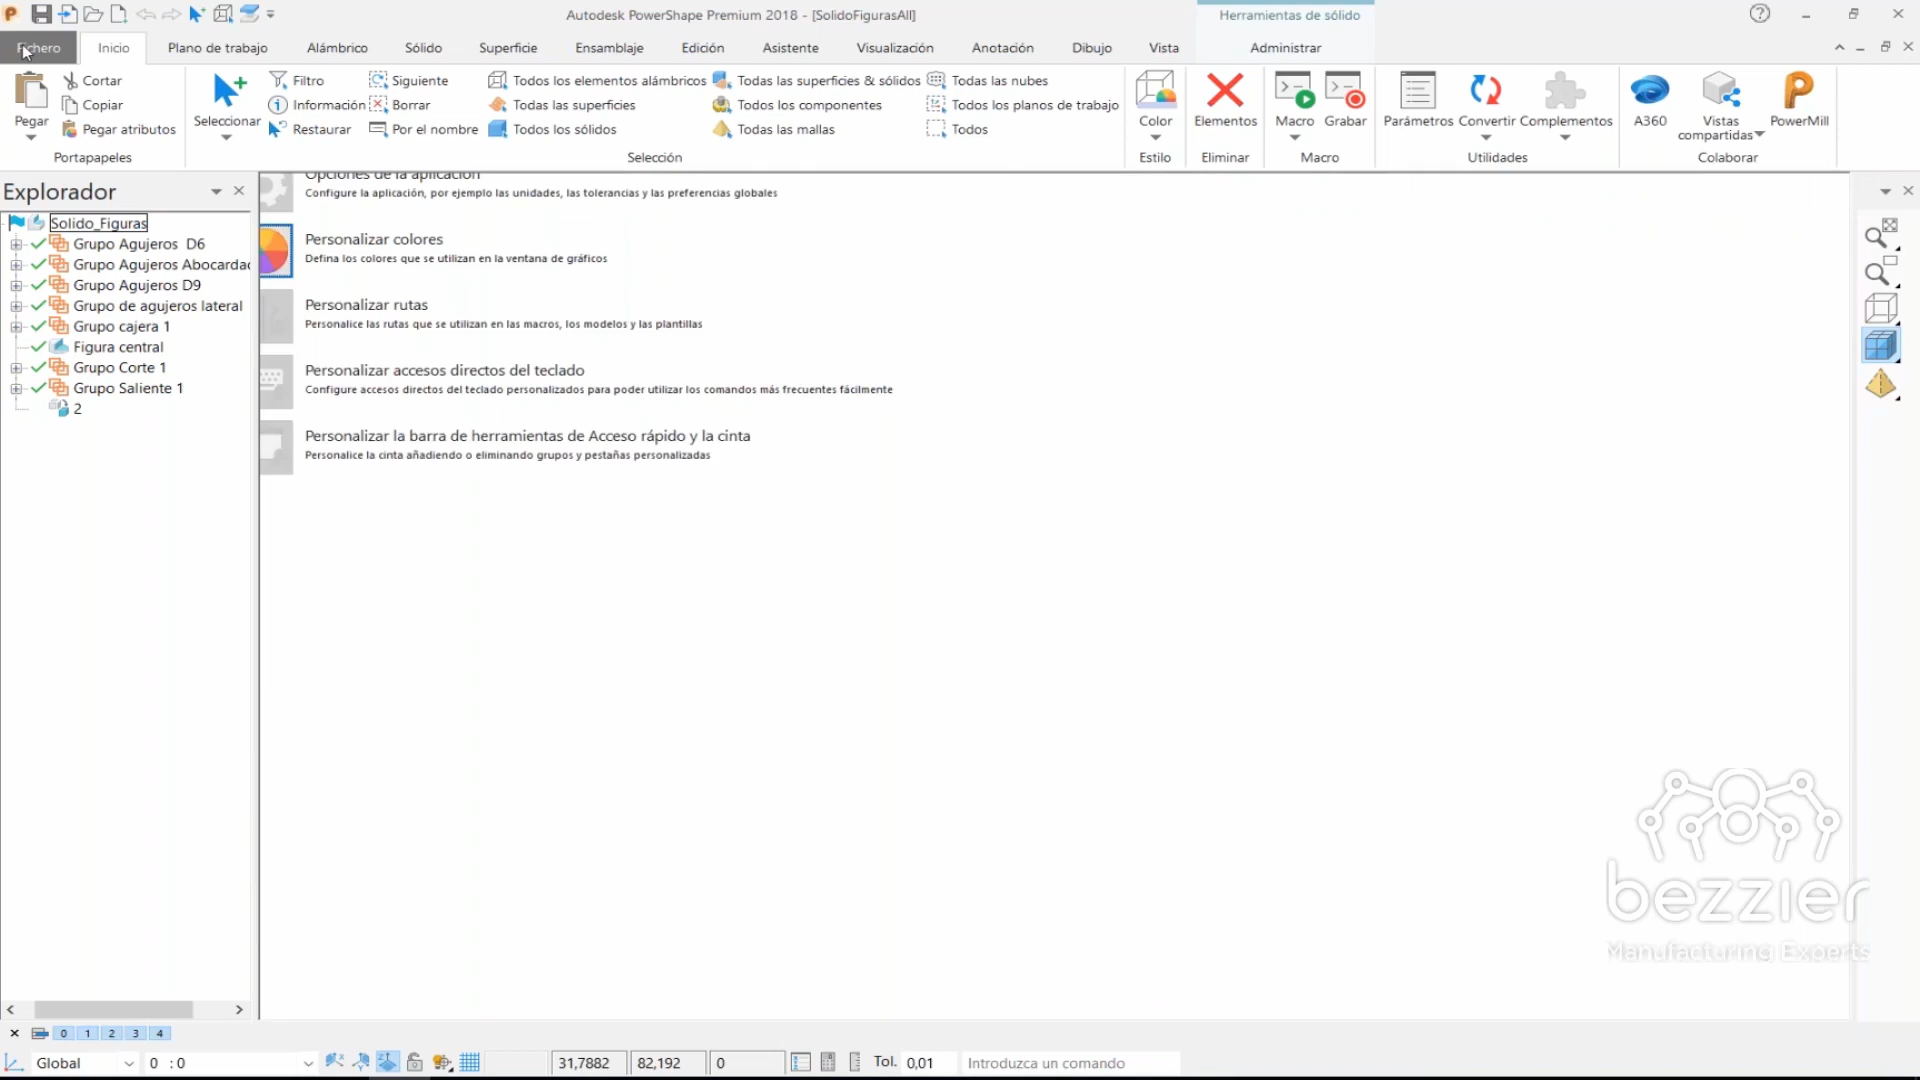 Autodesk PowerShape Premium 2018 - [SolidoFigurasAll]
Herramientas de sólido
Fichero
Inicio
Plano de trabajo
Alámbrico
Sólido
Superficie
Ensamblaje
Edición
Asistente
Visualización
Anotación
Dibujo
Vista
Administrar
Pegar
Cortar
Copiar
Pegar atributos
Portapapeles
Seleccionar
Filtro
Información
Restaurar
Siguiente
Borrar
Por el nombre
Todos los elementos alámbricos
Todas las superficies
Todos los sólidos
Todas las superficies & sólidos
Todos los componentes
Todas las mallas
Todas las nubes
Todos los planos de trabajo
Todos
Selección
Color
Estilo
Elementos
Eliminar
Macro
Grabar
Macro
Parámetros
Convertir
Complementos
Utilidades
A360
Vistas
compartidas
PowerMill
Colaborar
Explorador
Solido_Figuras
Grupo Agujeros D6
Grupo Agujeros Abocardad
Grupo Agujeros D9
Grupo de agujeros lateral
Grupo cajera 1
Figura central
Grupo Corte 1
Grupo Saliente 1
2
Opciones de la aplicación
Configure la aplicación, por ejemplo las unidades, las tolerancias y las preferencias globales
Personalizar colores
Defina los colores que se utilizan en la ventana de gráficos
Personalizar rutas
Personalice las rutas que se utilizan en las macros, los modelos y las plantillas
Personalizar accesos directos del teclado
Configure accesos directos del teclado personalizados para poder utilizar los comandos más frecuentes fácilmente
Personalizar la barra de herramientas de Acceso rápido y la cinta
Personalice la cinta añadiendo o eliminando grupos y pestañas personalizadas
bezzier
Manufacturing Experts
0 1 2 3 4
Global
0 :0
31,7882
82,192
0
Tol.
0,01
Introduzca un comando